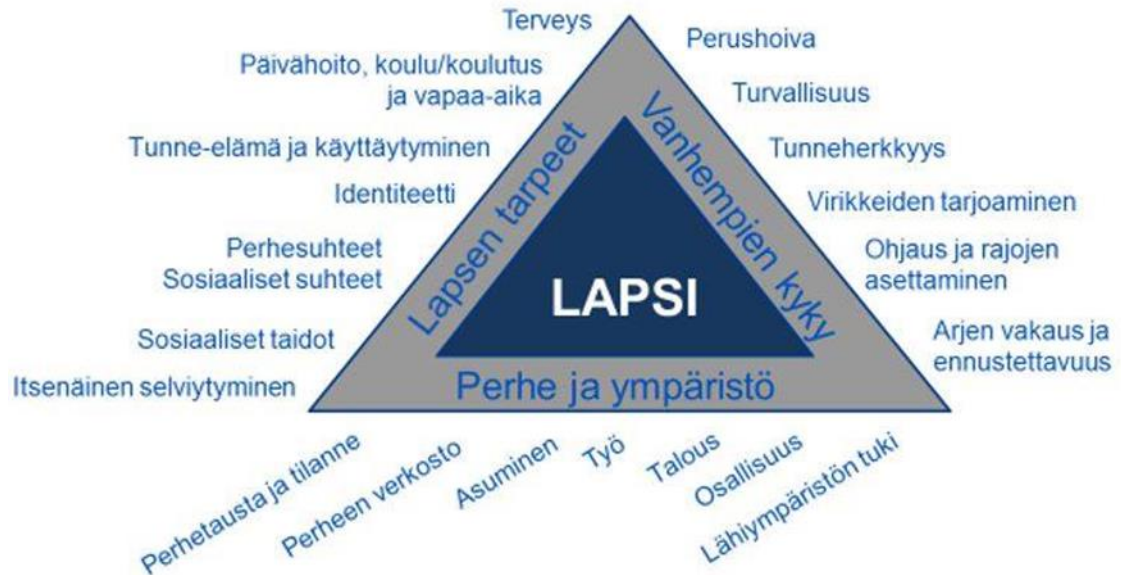 Terveys
Päivähoito, koulu/koulutus
ja vapaa-aika
Tunne-elämä ja käyttäytyminen
Identiteetti
Perhesuhteet
Sosiaaliset suhteet
Sosiaaliset taidot
Itsenäinen selviytyminen
Lapsen tarpeet
LAPSI
Vanhempien kyky
Perushoiva
Turvallisuus
Tunneherkkyys
Virikkeiden tarjoaminen
Ohjaus ja rajojen
asettaminen
Arjen vakaus ja
ennustettavuus
Perhe ja ympäristö
Perhetausta ja tilanne
Perheen verkosto
Asuminen
Työ
Talous
Osallisuus
Lähiympäristön tuki